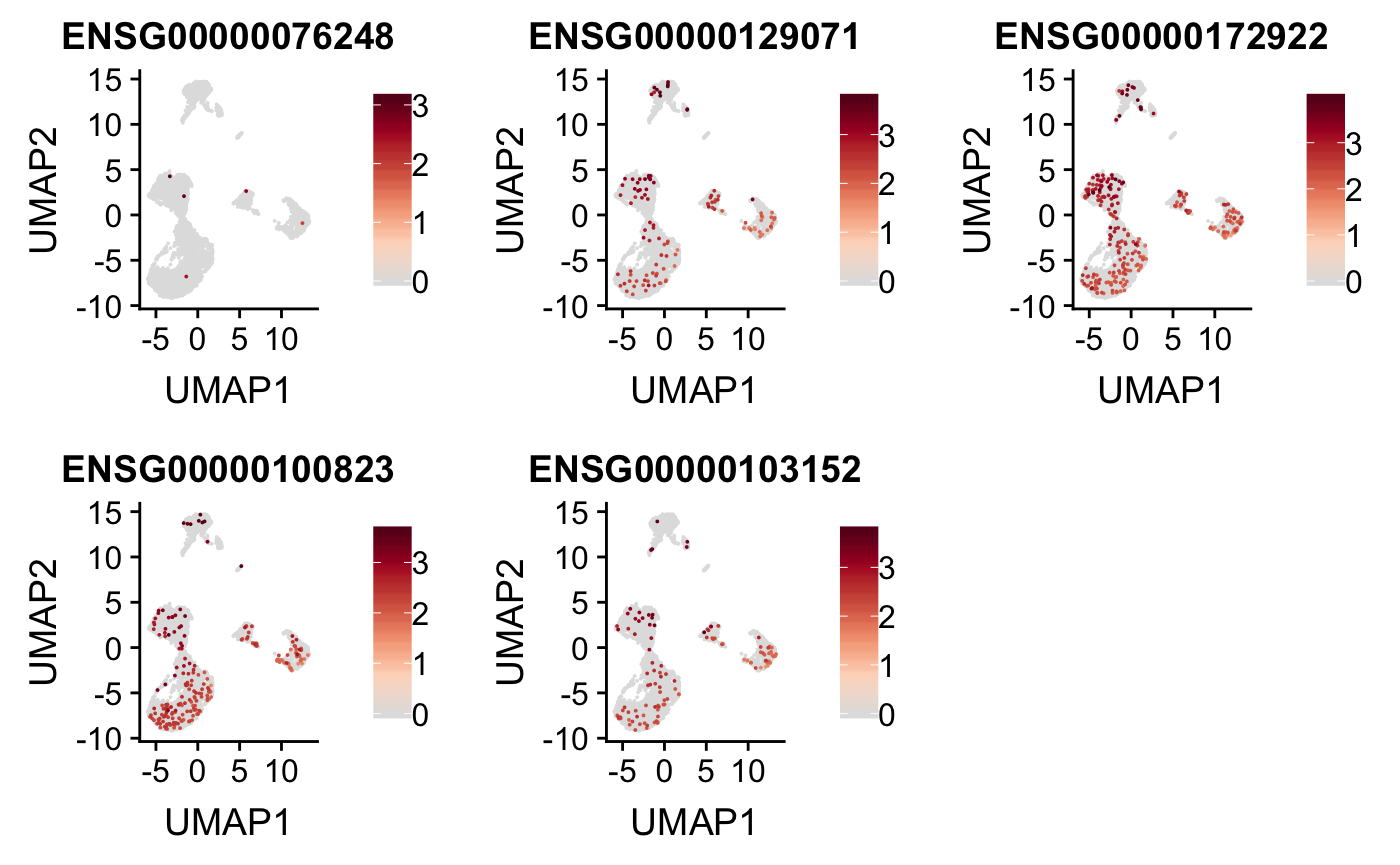 ENSG00000076248 ENSG00000129071 ENSG00000172922
15 15 15
10 3 10 3 10 3
5 2 5 2 5 2
UMAP2 0 UMAP2 0 UMAP2 0
-5 1 -5 1 -5 1
-10 0 -10 0 -10 0
-5 0 5 10 -5 0 5 10 -5 0 5 10
UMAP1 UMAP1 UMAP1
ENSG00000100823 ENSG00000103152
15 15
10 3 10 3
5 2 5 2
UMAP2 0 UMAP2 0
-5 1 -5 1
-10 0 -10 0
-5 0 5 10 -5 0 5 10
UMAP1 UMAP1